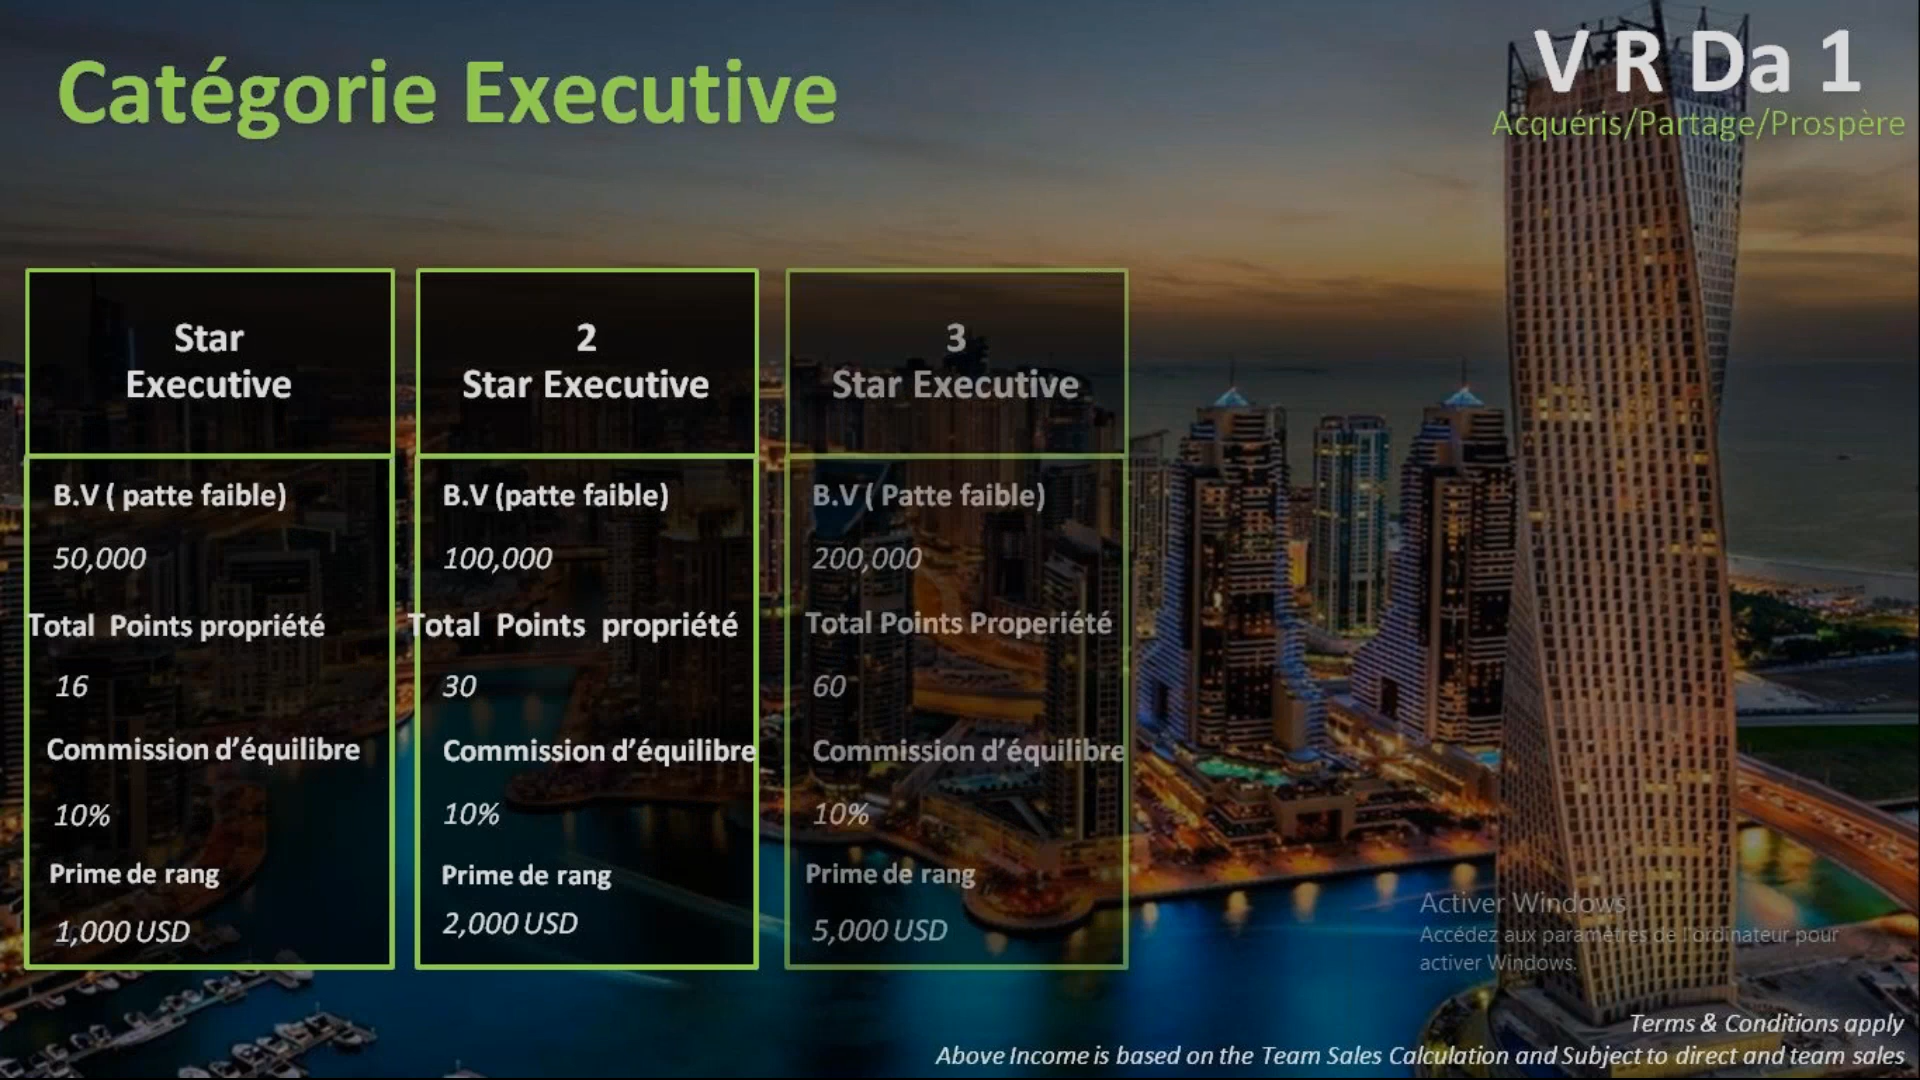 Catégorie Executive
V R Da 1
Acquéris/Partage/Prospère
Star
Executive
B.V ( patte faible)
50,000
Total Points propriété
16
Commission d’équilibre
10%
Prime de rang
1,000 USD
2
Star Executive
B.V (patte faible)
100,000
Total Points propriété
30
Commission d’équilibre
10%
Prime de rang
2,000 USD
3
Star Executive
B.V ( Patte faible)
200,000
Total Points Properiété
60
Commission d’équilibre
10%
Prime de rang
5,000 USD
Activer Windows
Accédez aux paramètres de l'ordinateur pour
activer Windows.
Terms & Conditions apply
Above Income is based on the Team Sales Calculation and Subject to direct and team sales